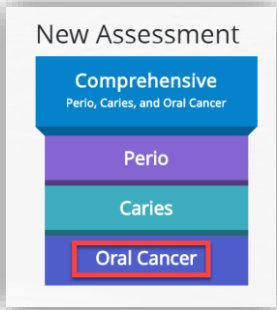 New Assessment
Comprehensive
Perio, Caries, and Oral Cancer
Perio
Caries
Oral Cancer